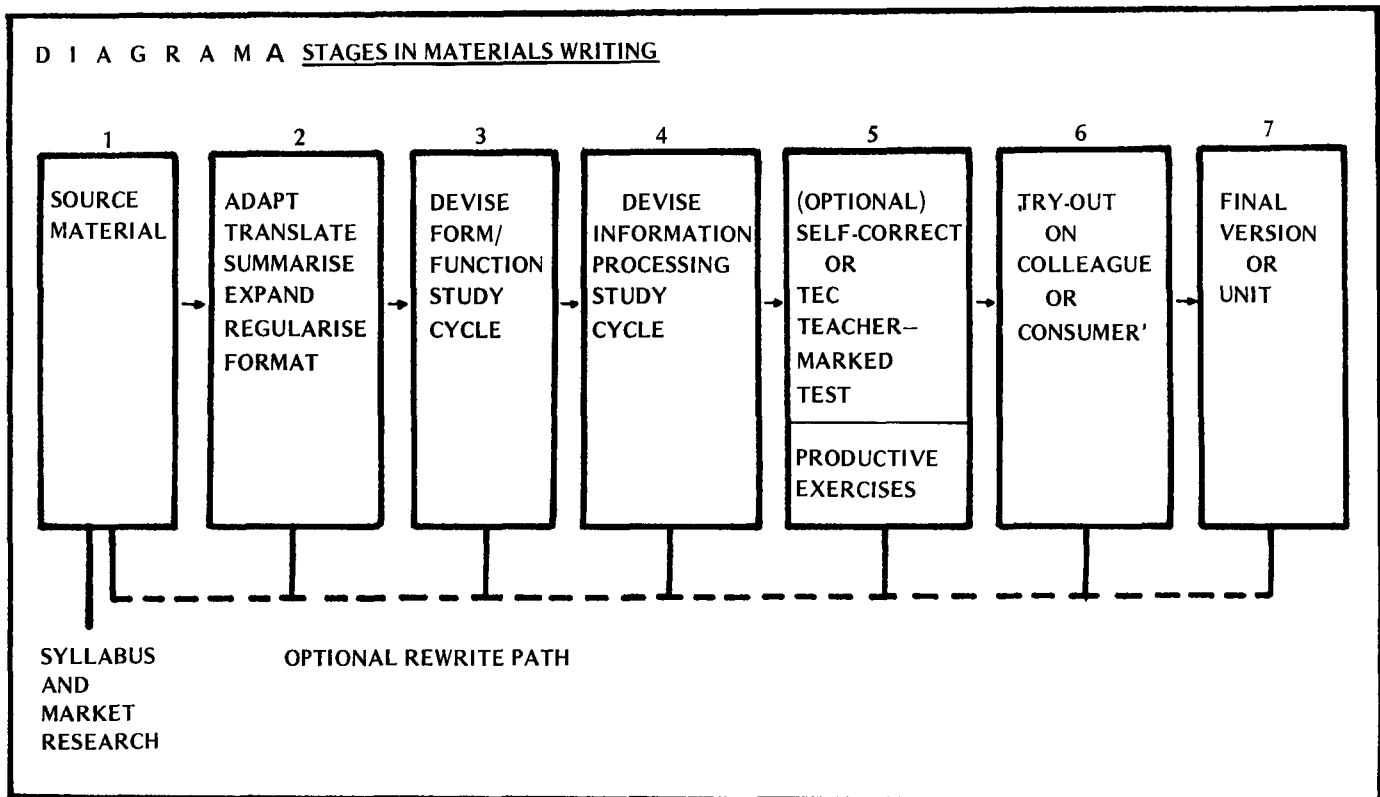 D I A G R A M A STAGES IN MATERIALS WRITING
1
SOURCE
MATERIAL
2
ADAPT
TRANSLATE
SUMMARISE
EXPAND
REGULARISE
FORMAT
3
DEVISE
FORM/
FUNCTION
STUDY
CYCLE
4
DEVISE
INFORMATION
PROCESSING
STUDY
CYCLE
5
(OPTIONAL)
SELF-CORRECT
OR
TEC
TEACHER–
MARKED
TEST
PRODUCTIVE
EXERCISES
6
TRY-OUT
ON
COLLEAGUE
OR
CONSUMER'
7
FINAL
VERSION
OR
UNIT
SYLLABUS
AND
MARKET
RESEARCH
OPTIONAL REWRITE PATH